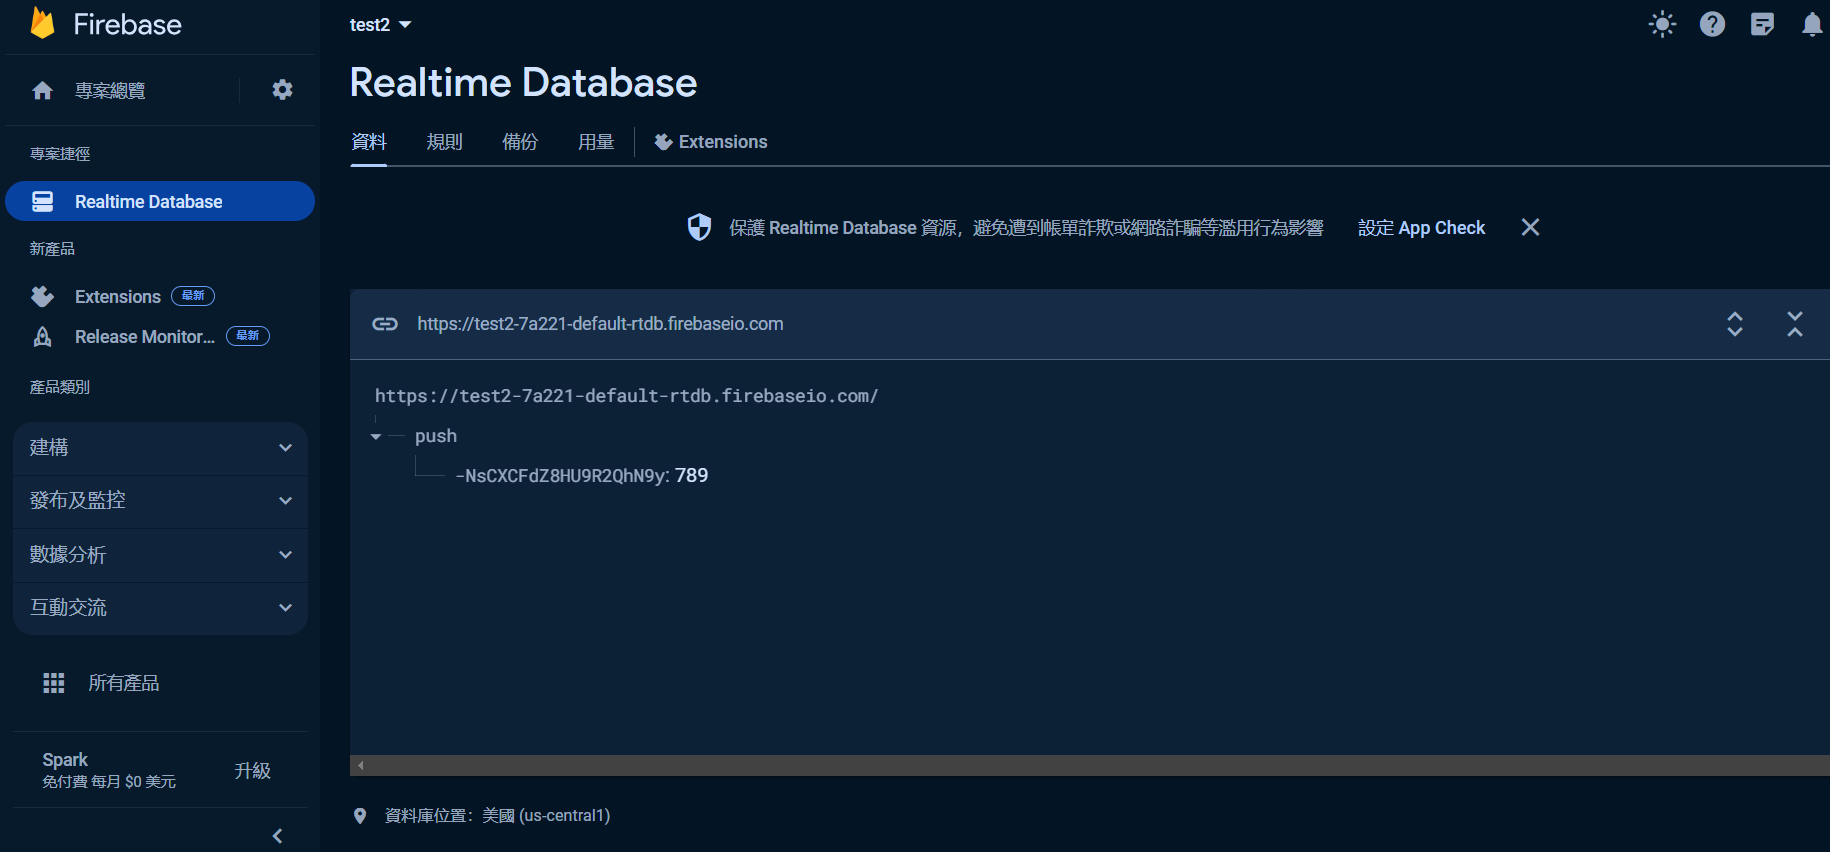 Firebase
專案總覽
專案捷徑
Realtime Database
新產品
Extensions 最新
Release Monitor... 最新
產品類別
建構
發布及監控
數據分析
互動交流
所有產品
Spark
免付費 每月 $0 美元
升級
test2
Realtime Database
資料 規則 備份 用量 Extensions
保護 Realtime Database 資源，避免遭到帳單詐欺或網路詐騙等濫用行為影響 設定 App Check
https://test2-7a221-default-rtdb.firebaseio.com
https://test2-7a221-default-rtdb.firebaseio.com/
push
-NsCXCFdZ8HU9R2QhN9y: 789
資料庫位置：美國 (us-central1)